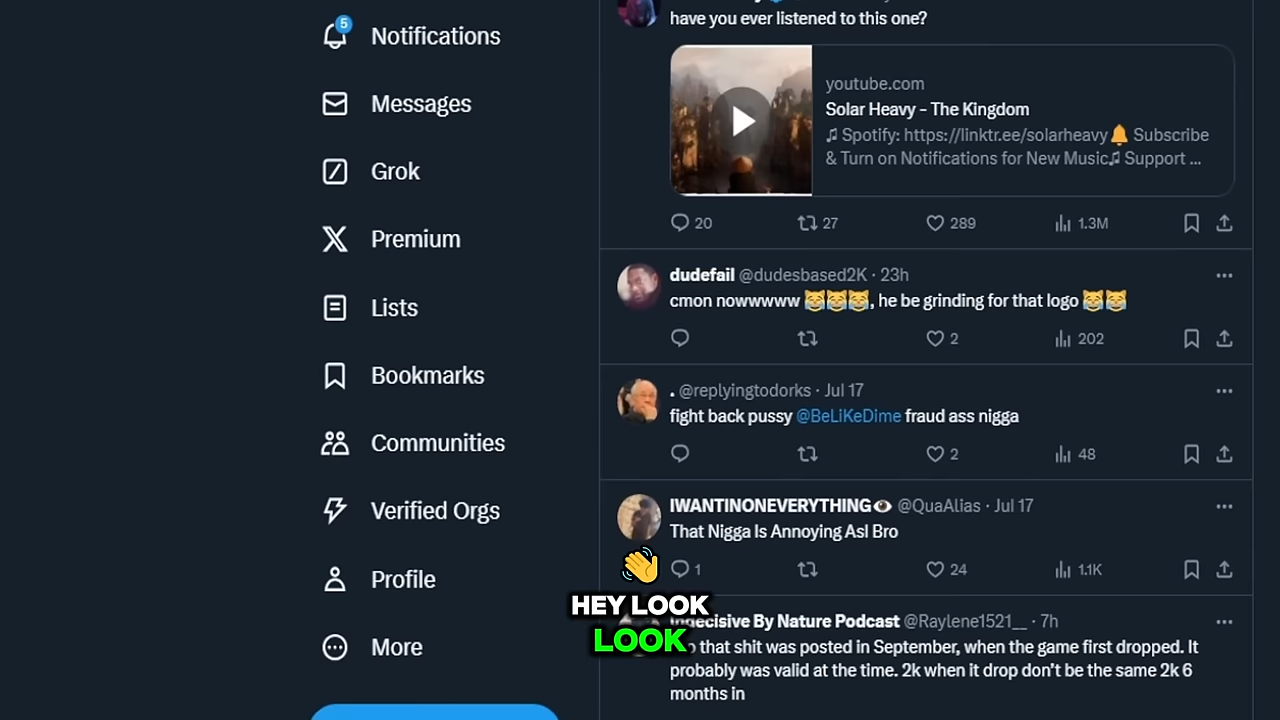 5
Notifications
Messages
Grok
Premium
Lists
Bookmarks
Communities
Verified Orgs
Profile
More
have you ever listened to this one?
youtube.com
Solar Heavy - The Kingdom
♫ Spotify: https://linktr.ee/solarheavy🔔 Subscribe
& Turn on Notifications for New Music♫ Support ...
20 27 289 1.3M
dudefail @dudesbased2K · 23h
cmon nowwwww 😹😹😹, he be grinding for that logo 😹😹
2 202
. @replyingtodorks · Jul 17
fight back pussy @BeLiKeDime fraud ass nigga
2 48
IWANTINONEVERYTHING👁 @QuaAlias · Jul 17
That Nigga Is Annoying Asl Bro
1 24 1.1K
HEY LOOK
LOOK
Indecisive By Nature Podcast @Raylene1521__ · 7h
that shit was posted in September, when the game first dropped. It
probably was valid at the time. 2k when it drop don't be the same 2k 6
months in